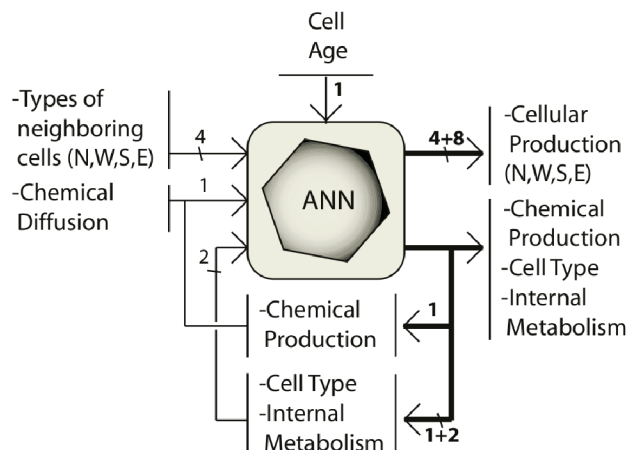 Cell
Age
1
-Types of
neighboring
cells (N,W,S,E)
4
-Chemical
Diffusion
1
2
ANN
4+8
-Cellular
Production
(N,W,S,E)
-Chemical
Production
-Cell Type
-Internal
Metabolism
-Chemical
Production
1
-Cell Type
-Internal
Metabolism
1+2